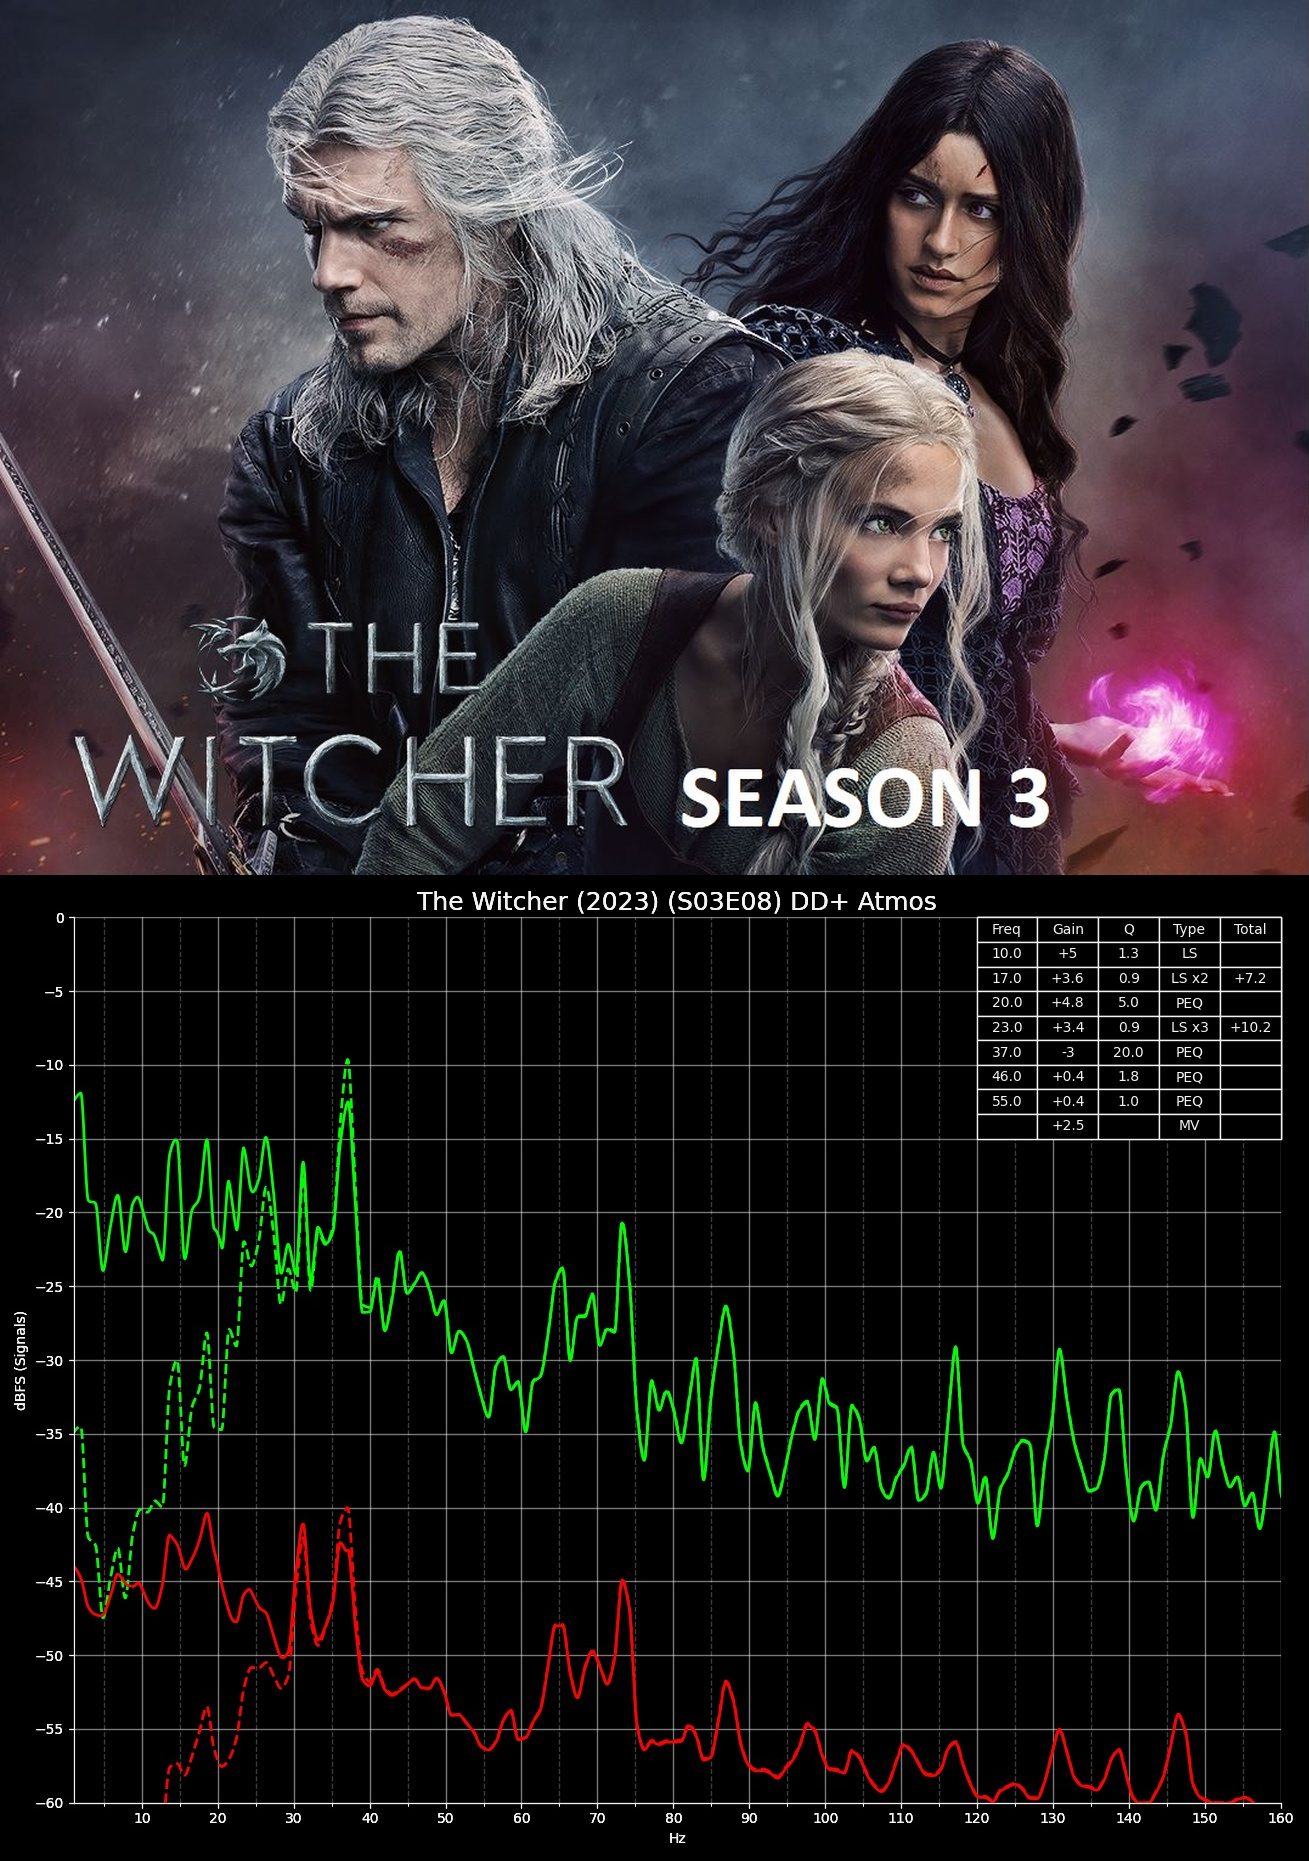 THE
WITCHER SEASON 3
The Witcher (2023) (S03E08) DD+ Atmos
Freq Gain Q Type Total
10.0 +5 1.3 LS
17.0 +3.6 0.9 LS x2 +7.2
20.0 +4.8 5.0 PEQ
23.0 +3.4 0.9 LS x3 +10.2
37.0 -3 20.0 PEQ
46.0 +0.4 1.8 PEQ
55.0 +0.4 1.0 PEQ
+2.5 MV
dBFS (Signals)
0
−5
−10
−15
−20
−25
−30
−35
−40
−45
−50
−55
−60
10 20 30 40 50 60 70 80 90 100 110 120 130 140 150 160
Hz